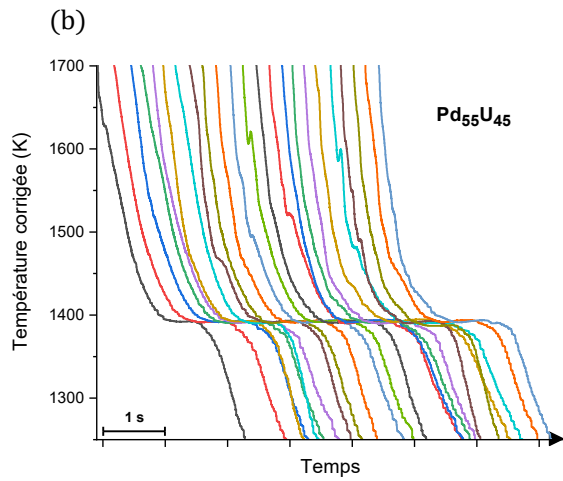 (b)
1700
Pd55U45
1600
1500
1400
1300
Température corrigée (K)
1 s
Temps